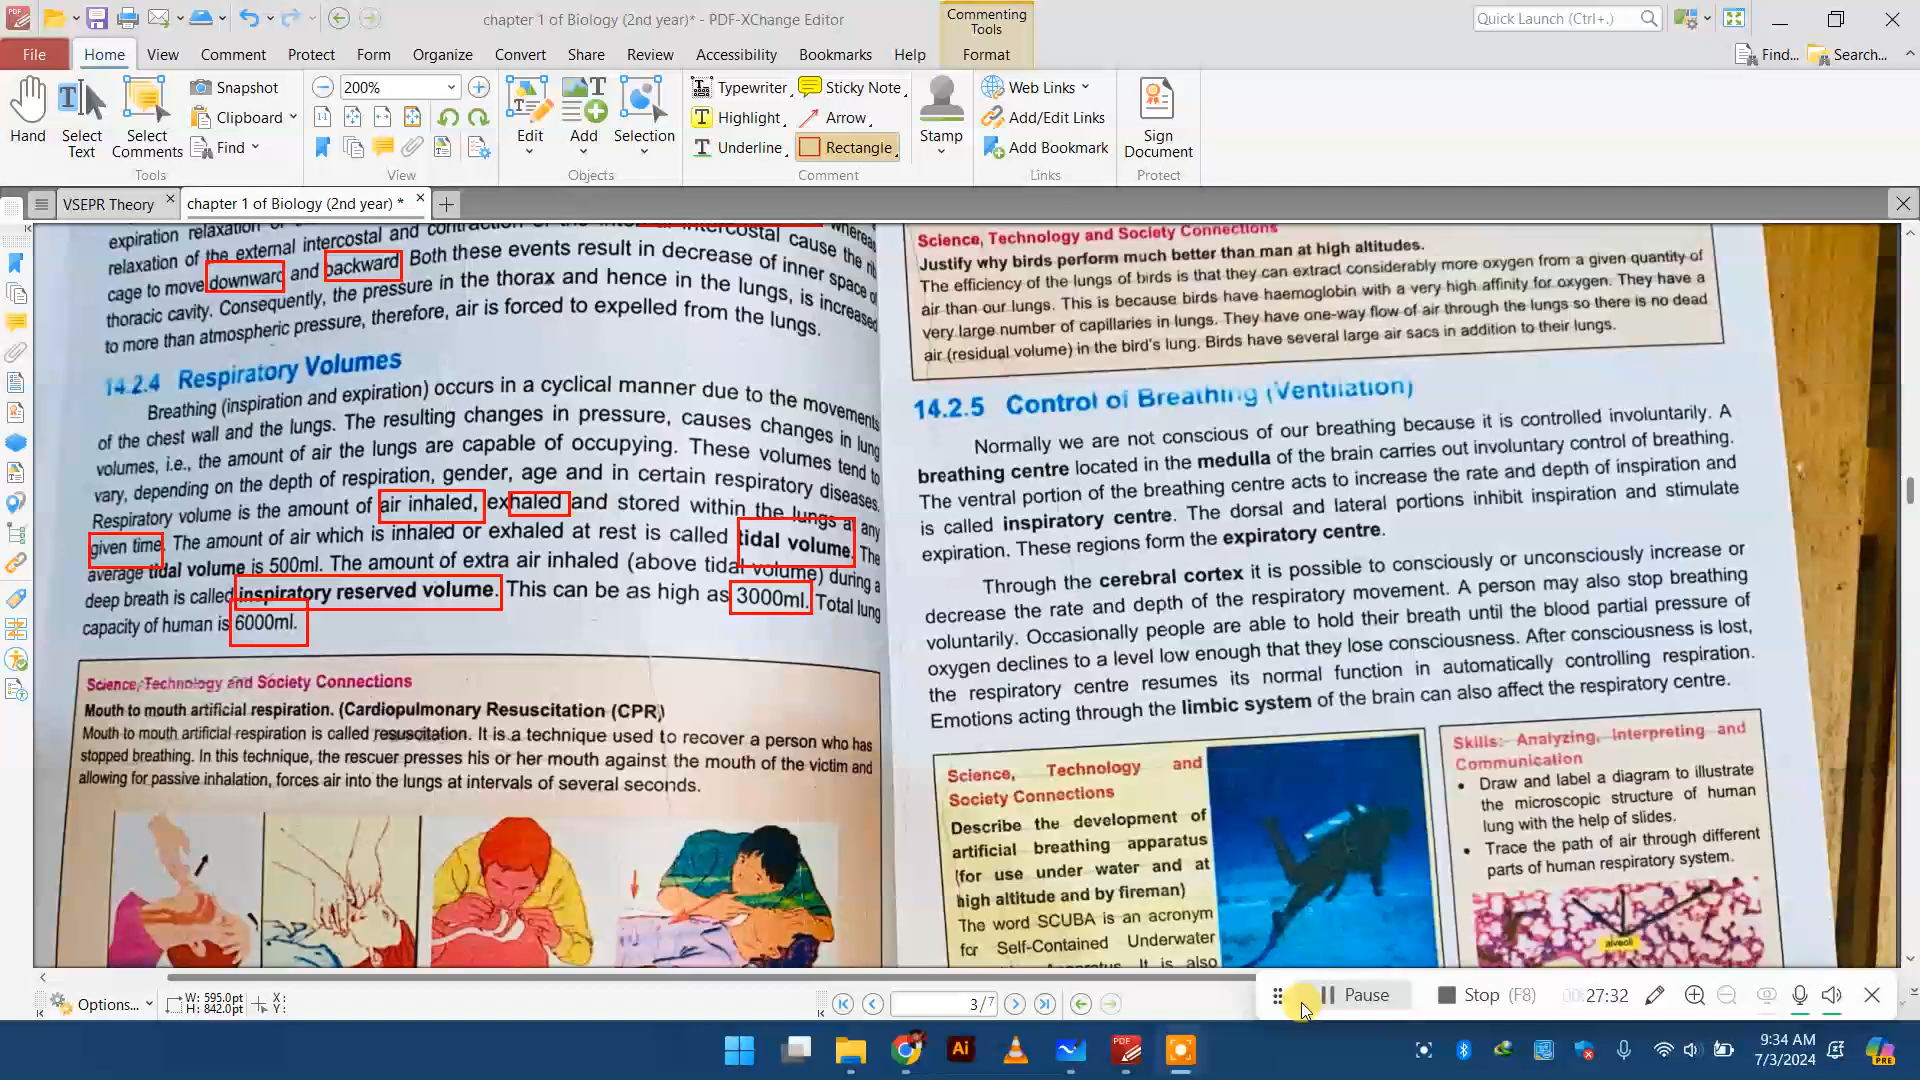 chapter 1 of Biology (2nd year)* - PDF-XChange Editor
Commenting
Tools
Quick Launch (Ctrl+.)
File
Home
View
Comment
Protect
Form
Organize
Convert
Share
Review
Accessibility
Bookmarks
Help
Format
Find...
Search...
Hand
Select
Text
Select
Comments
Snapshot
Clipboard
Find
Tools
200%
View
Edit
Add
Selection
Objects
Typewriter
Sticky Note
Highlight
Arrow
Underline
Rectangle
Stamp
Comment
Web Links
Add/Edit Links
Add Bookmark
Links
Sign
Document
Protect
VSEPR Theory
chapter 1 of Biology (2nd year) *
expiration relaxation
relaxation of the external intercostal and intercostal cause the rib
cage to move downward and backward Both these events result in decrease of inner space of
thoracic cavity. Consequently, the pressure in the thorax and hence in the lungs, is increased
to more than atmospheric pressure, therefore, air is forced to expelled from the lungs.
14.2.4 Respiratory Volumes
Breathing (inspiration and expiration) occurs in a cyclical manner due to the movements
of the chest wall and the lungs. The resulting changes in pressure, causes changes in lung
volumes, i.e., the amount of air the lungs are capable of occupying. These volumes tend to
vary, depending on the depth of respiration, gender, age and in certain respiratory diseases.
Respiratory volume is the amount of air inhaled, exhaled and stored within the lungs at any
given time. The amount of air which is inhaled or exhaled at rest is called tidal volume. The
average tidal volume is 500ml. The amount of extra air inhaled (above tidal volume) during a
deep breath is called inspiratory reserved volume. This can be as high as 3000ml. Total lung
capacity of human is 6000ml.
Science, Technology and Society Connections
Mouth to mouth artificial respiration. (Cardiopulmonary Resuscitation (CPR)
Mouth to mouth artificial respiration is called resuscitation. It is a technique used to recover a person who has
stopped breathing. In this technique, the rescuer presses his or her mouth against the mouth of the victim and
allowing for passive inhalation, forces air into the lungs at intervals of several seconds.
Science, Technology and Society Connections
Justify why birds perform much better than man at high altitudes.
The efficiency of the lungs of birds is that they can extract considerably more oxygen from a given quantity of
air than our lungs. This is because birds have haemoglobin with a very high affinity for oxygen. They have a
very large number of capillaries in lungs. They have one-way flow of air through the lungs so there is no dead
air (residual volume) in the bird's lung. Birds have several large air sacs in addition to their lungs.
14.2.5 Control of Breathing (Ventilation)
Normally we are not conscious of our breathing because it is controlled involuntarily. A
breathing centre located in the medulla of the brain carries out involuntary control of breathing.
The ventral portion of the breathing centre acts to increase the rate and depth of inspiration and
is called inspiratory centre. The dorsal and lateral portions inhibit inspiration and stimulate
expiration. These regions form the expiratory centre.
Through the cerebral cortex it is possible to consciously or unconsciously increase or
decrease the rate and depth of the respiratory movement. A person may also stop breathing
voluntarily. Occasionally people are able to hold their breath until the blood partial pressure of
oxygen declines to a level low enough that they lose consciousness. After consciousness is lost,
the respiratory centre resumes its normal function in automatically controlling respiration.
Emotions acting through the limbic system of the brain can also affect the respiratory centre.
Science, Technology and
Society Connections
Describe the development of
artificial breathing apparatus
(for use under water and at
high altitude and by fireman)
The word SCUBA is an acronym
for Self-Contained Underwater
It is also
Skills:- Analyzing, Interpreting and
Communication
• Draw and label a diagram to illustrate
the microscopic structure of human
lung with the help of slides.
• Trace the path of air through different
parts of human respiratory system.
alveoli
Options...
W: 595.0pt
H: 842.0pt
X:
Y:
3/7
Pause
Stop (F8)
00:27:32
9:34 AM
7/3/2024